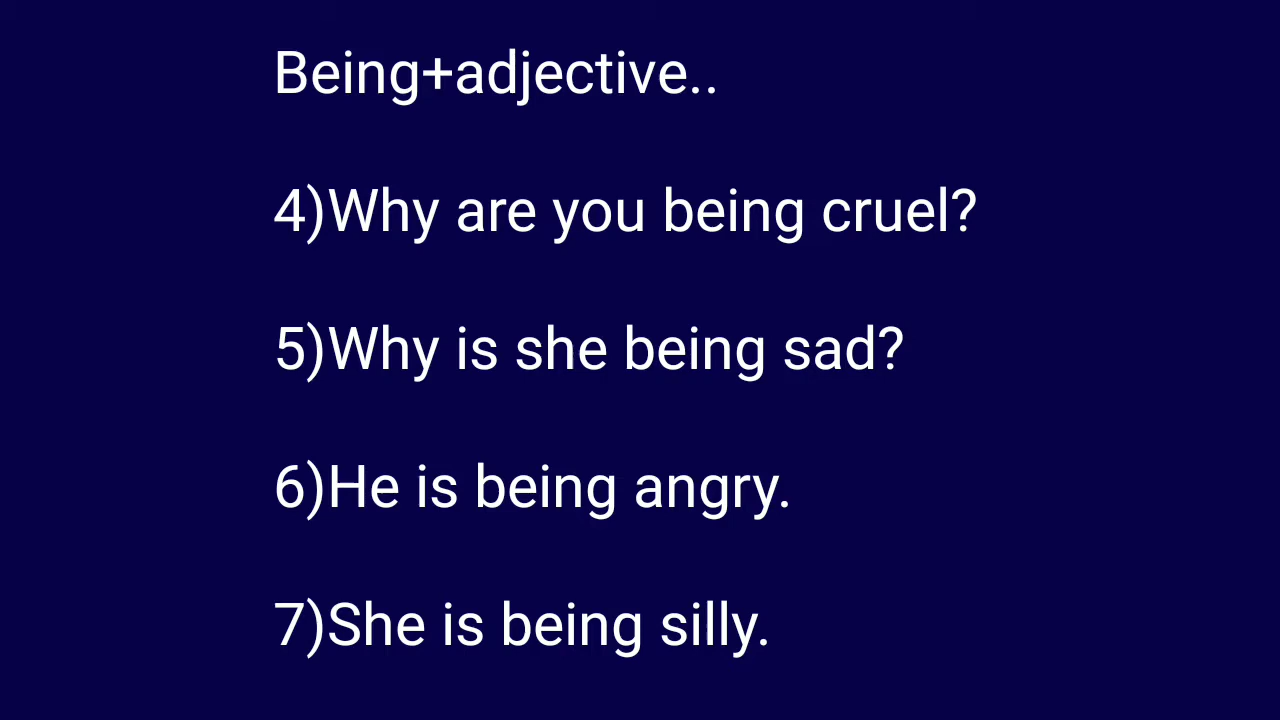 Being+adjective..
4)Why are you being cruel?
5)Why is she being sad?
6)He is being angry.
7)She is being silly.